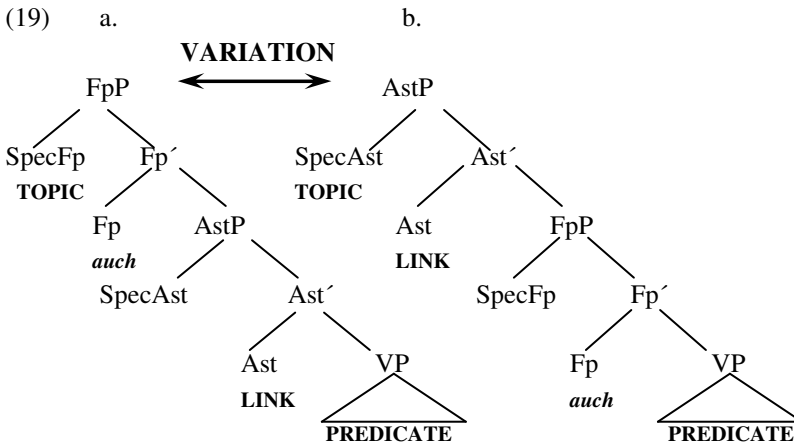 (19) a. b.
VARIATION
FpP AstP
SpecFp Fp´ SpecAst Ast´
TOPIC TOPIC
Fp AstP Ast FpP
auch LINK
SpecAst Ast´ SpecFp Fp´
Ast VP Fp VP
LINK auch
PREDICATE PREDICATE